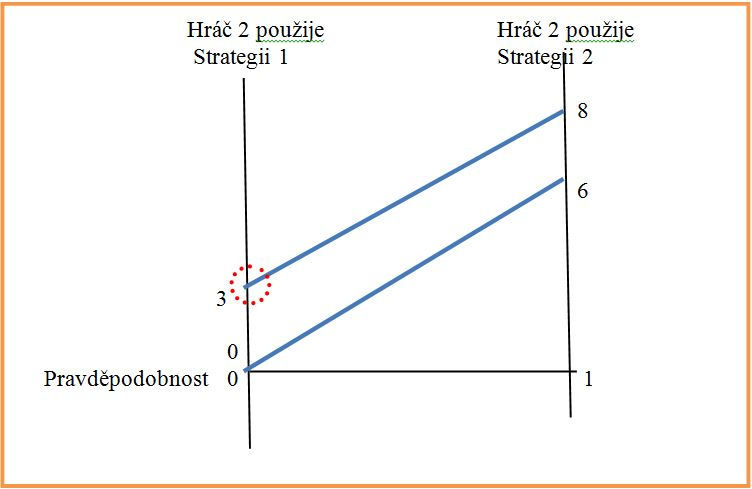 Hráč 2 použije
Strategii 1
Hráč 2 použije
Strategii 2
8
6
3
0
Pravděpodobnost 0
1